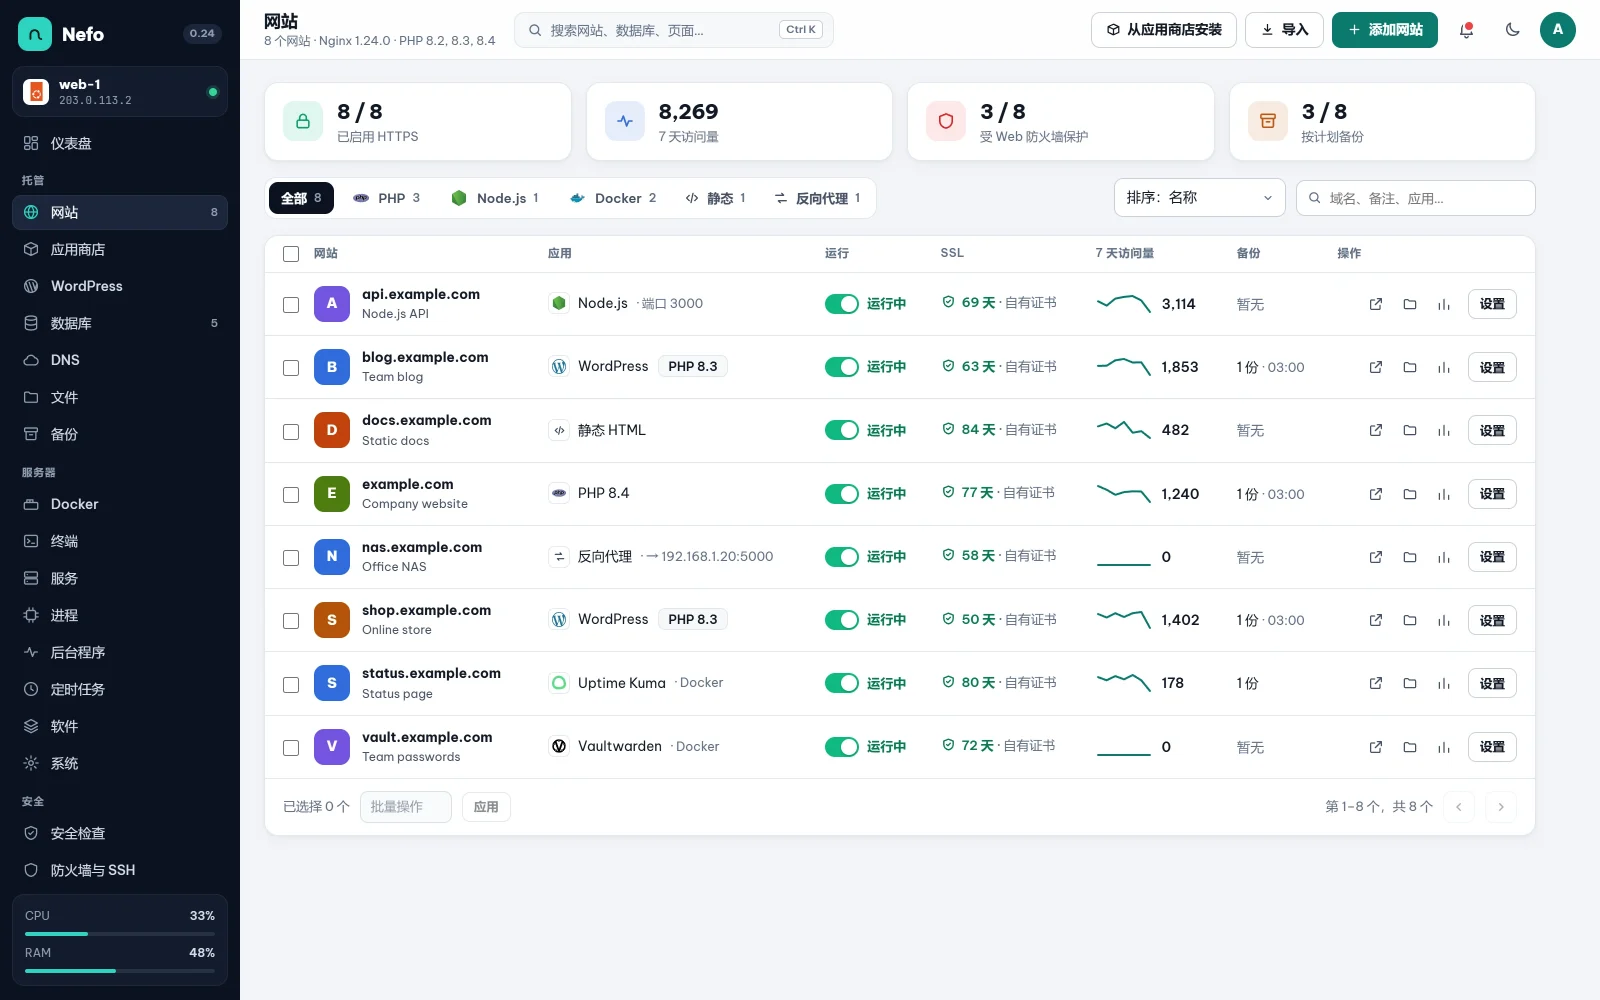 Nefo
0.24
web-1
203.0.113.2
仪表盘
托管
网站 8
应用商店
WordPress
数据库 5
DNS
文件
备份
服务器
Docker
终端
服务
进程
后台程序
定时任务
软件
系统
安全
安全检查
防火墙与 SSH
CPU 33%
RAM 48%
网站
8 个网站 · Nginx 1.24.0 · PHP 8.2, 8.3, 8.4
搜索网站、数据库、页面... Ctrl K
从应用商店安装
导入
添加网站
A
8 / 8
已启用 HTTPS
8,269
7 天访问量
3 / 8
受 Web 防火墙保护
3 / 8
按计划备份
全部 8 PHP 3 Node.js 1 Docker 2 静态 1 反向代理 1
排序：名称
域名、备注、应用...
网站 应用 运行 SSL 7 天访问量 备份 操作
A api.example.com Node.js · 端口 3000 运行中 69 天 · 自有证书 3,114 暂无 设置
Node.js API
B blog.example.com WordPress PHP 8.3 运行中 63 天 · 自有证书 1,853 1 份 · 03:00 设置
Team blog
D docs.example.com 静态 HTML 运行中 84 天 · 自有证书 482 暂无 设置
Static docs
E example.com PHP 8.4 运行中 77 天 · 自有证书 1,240 1 份 · 03:00 设置
Company website
N nas.example.com 反向代理 · → 192.168.1.20:5000 运行中 58 天 · 自有证书 0 暂无 设置
Office NAS
S shop.example.com WordPress PHP 8.3 运行中 50 天 · 自有证书 1,402 1 份 · 03:00 设置
Online store
S status.example.com Uptime Kuma · Docker 运行中 80 天 · 自有证书 178 1 份 设置
Status page
V vault.example.com Vaultwarden · Docker 运行中 72 天 · 自有证书 0 暂无 设置
Team passwords
已选择 0 个 批量操作 应用
第 1–8 个，共 8 个